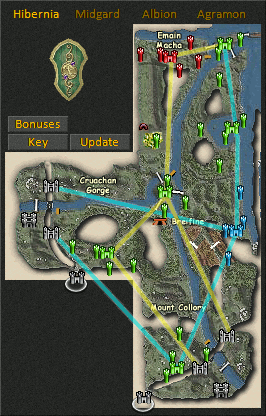 Hibernia Midgard Albion Agramon
Emain
Macha
Bonuses
Key Update
Cruachan
Gorge
Breifine
Mount Collory